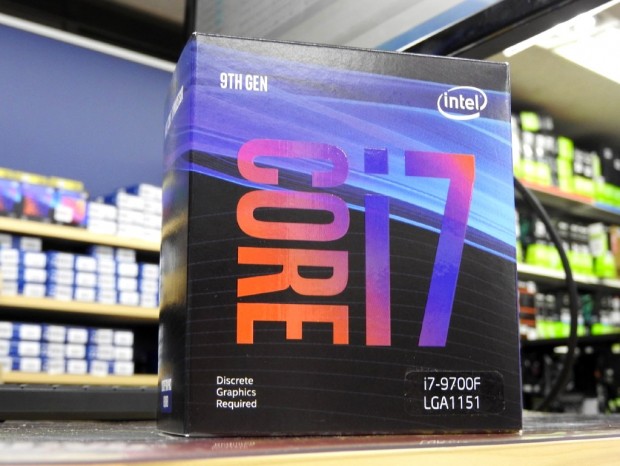 9TH GEN
intel
CORE i7
Discrete
Graphics
Required
i7-9700F
LGA1151